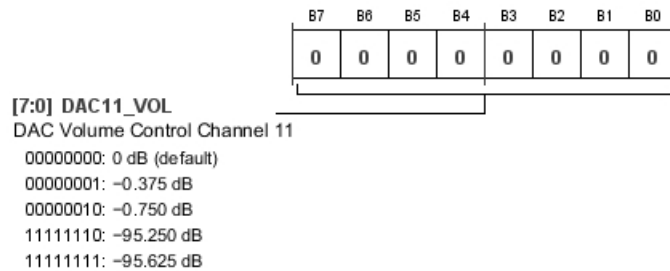 B7 B6 B5 B4 B3 B2 B1 B0
0 0 0 0 0 0 0 0
[7:0] DAC11_VOL
DAC Volume Control Channel 11
00000000: 0 dB (default)
00000001: −0.375 dB
00000010: −0.750 dB
11111110: −95.250 dB
11111111: −95.625 dB